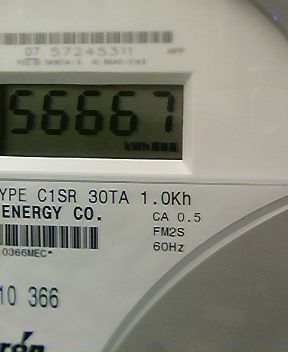 07 57245311
56667
kWh
YPE C1SR 30TA 1.0Kh
ENERGY CO. CA 0.5
FM2S
0366MEC* 60Hz
10 366
rón